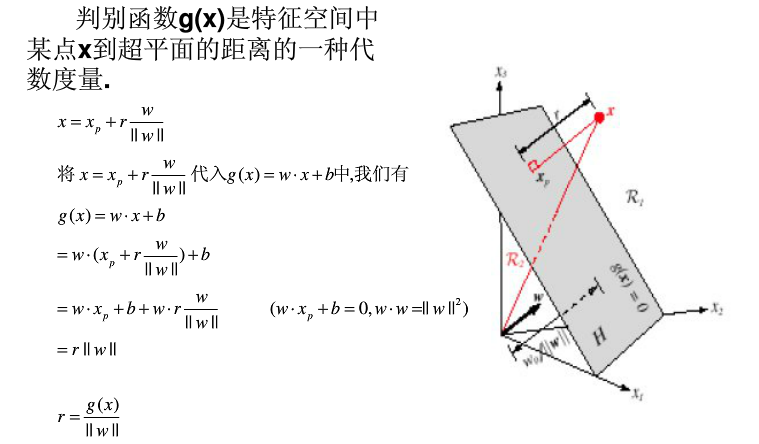 判别函数g(x)是特征空间中
某点x到超平面的距离的一种代
数度量.
x = x_p + r w/||w||
将 x = x_p + r w/||w|| 代入g(x) = w·x+b中,我们有
g(x) = w·x+b
= w·(x_p + r w/||w||)+b
= w·x_p +b+w·r w/||w|| (w·x_p +b = 0, w·w =||w||²)
= r||w||
r = g(x)/||w||
x₃
r
x
x_p
R₁
R₂
g(x) = 0
w
x₂
w₀/||w||
H
x₁